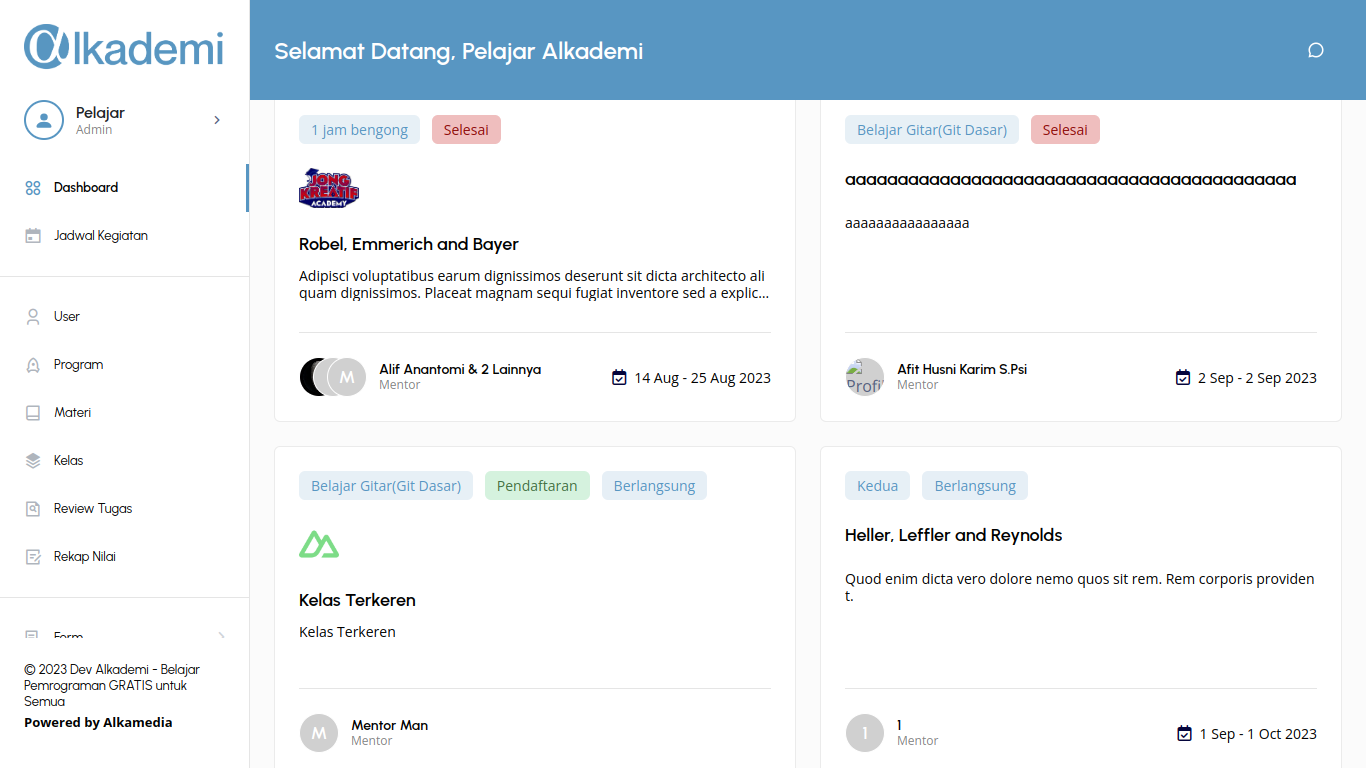 alkademi
Pelajar
Admin
Dashboard
Jadwal Kegiatan
User
Program
Materi
Kelas
Review Tugas
Rekap Nilai
Form
© 2023 Dev Alkademi - Belajar
Pemrograman GRATIS untuk
Semua
Powered by Alkamedia
Selamat Datang, Pelajar Alkademi
1 jam bengong
Selesai
JONG
KREATIF
ACADEMY
Robel, Emmerich and Bayer
Adipisci voluptatibus earum dignissimos deserunt sit dicta architecto ali
quam dignissimos. Placeat magnam sequi fugiat inventore sed a explic...
M
Alif Anantomi & 2 Lainnya
Mentor
14 Aug - 25 Aug 2023
Belajar Gitar(Git Dasar)
Selesai
aaaaaaaaaaaaaaaaaaaaaaaaaaaaaaaaaaaaaaaaaaa
aaaaaaaaaaaaaaaa
Profi
Afit Husni Karim S.Psi
Mentor
2 Sep - 2 Sep 2023
Belajar Gitar(Git Dasar)
Pendaftaran
Berlangsung
Kelas Terkeren
Kelas Terkeren
M
Mentor Man
Mentor
Kedua
Berlangsung
Heller, Leffler and Reynolds
Quod enim dicta vero dolore nemo quos sit rem. Rem corporis providen
t.
1
1
Mentor
1 Sep - 1 Oct 2023